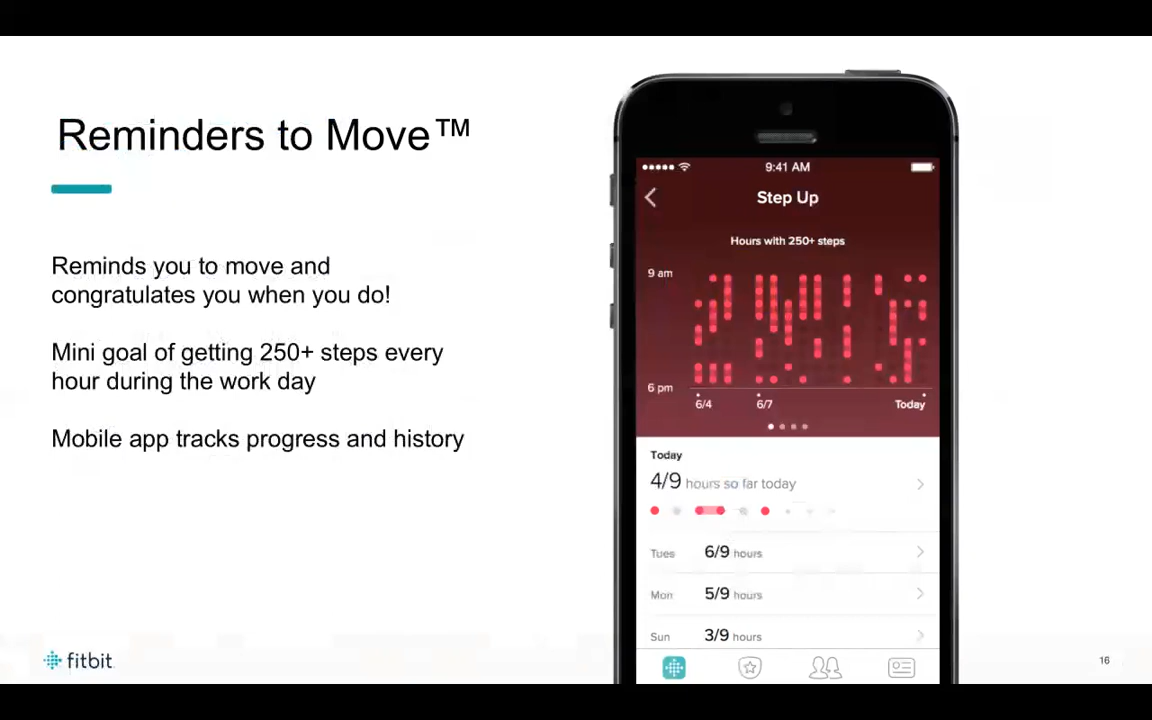 Reminders to Move™
Reminds you to move and
congratulates you when you do!
Mini goal of getting 250+ steps every
hour during the work day
Mobile app tracks progress and history
9:41 AM
Step Up
Hours with 250+ steps
9 am
6 pm
6/4
6/7
Today
Today
4/9 hours so far today
Tues 6/9 hours
Mon 5/9 hours
Sun 3/9 hours
fitbit
16